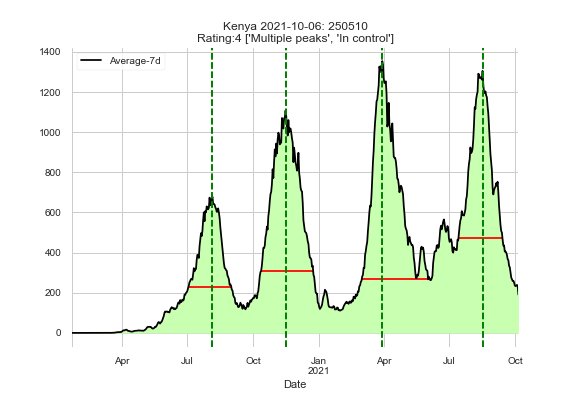 Kenya 2021-10-06: 250510
Rating:4 ['Multiple peaks', 'In control']
Average-7d
1400
1200
1000
800
600
400
200
0
Apr Jul Oct Jan Apr Jul Oct
2021
Date